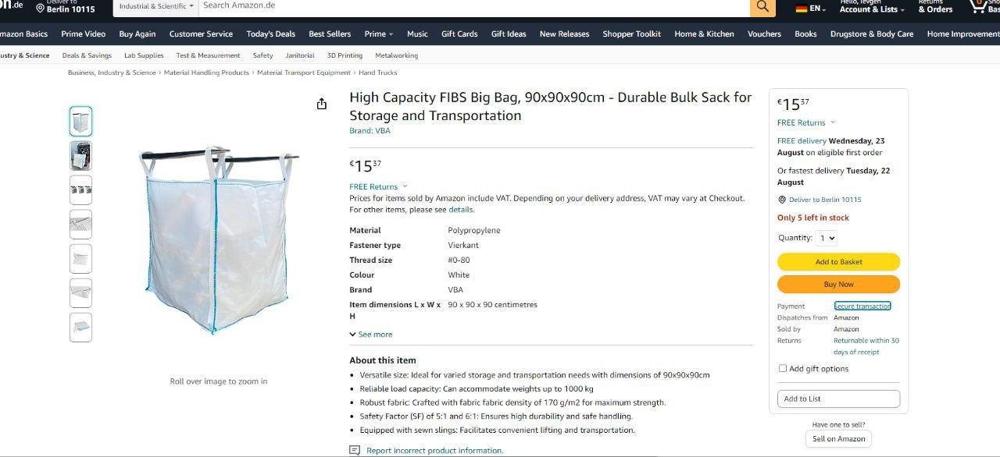 n.de
Deliver to
Berlin 10115
Industrial & Scientific
Search Amazon.de
EN
Hello, Ievgen
Account & Lists
Returns
& Orders
0
mazon Basics
Prime Video
Buy Again
Customer Service
Today's Deals
Best Sellers
Prime
Music
Gift Cards
Gift Ideas
New Releases
Shopper Toolkit
Home & Kitchen
Vouchers
Books
Drugstore & Body Care
Home Improvement
ustry & Science
Deals & Savings
Lab Supplies
Test & Measurement
Safety
Janitorial
3D Printing
Metalworking
Business, Industry & Science › Material Handling Products › Material Transport Equipment › Hand Trucks
High Capacity FIBS Big Bag, 90x90x90cm - Durable Bulk Sack for
Storage and Transportation
Brand: VBA
€15 37
FREE Returns
Prices for items sold by Amazon include VAT. Depending on your delivery address, VAT may vary at Checkout.
For other items, please see details.
Material Polypropylene
Fastener type Vierkant
Thread size #0-80
Colour White
Brand VBA
Item dimensions L x W x 90 x 90 x 90 centimetres
H
See more
About this item
• Versatile size: Ideal for varied storage and transportation needs with dimensions of 90x90x90cm
• Reliable load capacity: Can accommodate weights up to 1000 kg
• Robust fabric: Crafted with fabric fabric density of 170 g/m2 for maximum strength.
• Safety Factor (SF) of 5:1 and 6:1: Ensures high durability and safe handling.
• Equipped with sewn slings: Facilitates convenient lifting and transportation.
Report incorrect product information.
Roll over image to zoom in
€15 37
FREE Returns
FREE delivery Wednesday, 23
August on eligible first order
Or fastest delivery Tuesday, 22
August
Deliver to Berlin 10115
Only 5 left in stock
Quantity: 1
Add to Basket
Buy Now
Payment Secure transaction
Dispatches from Amazon
Sold by Amazon
Returns Returnable within 30
days of receipt
Add gift options
Add to List
Have one to sell?
Sell on Amazon